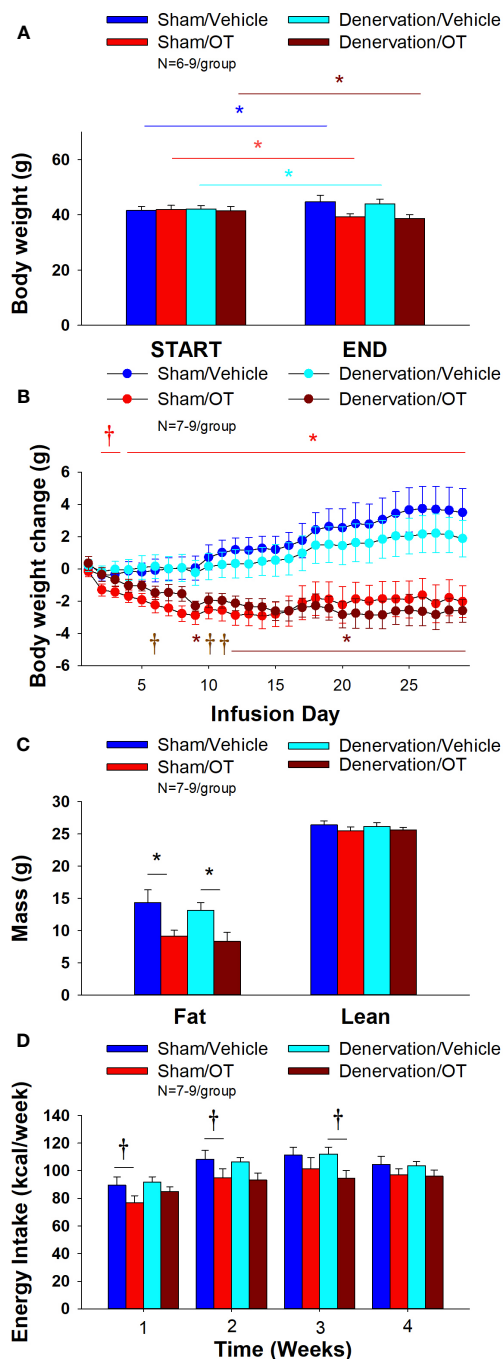 A
Sham/Vehicle Denervation/Vehicle
Sham/OT Denervation/OT
N=6-9/group
*
*
*
*
Body weight (g)
60
40
20
0
START END
B
Sham/Vehicle Denervation/Vehicle
Sham/OT Denervation/OT
N=7-9/group
† *
Body weight change (g)
6
4
2
0
-2
-4
-6
† * † † *
5 10 15 20 25
Infusion Day
C
Sham/Vehicle Denervation/Vehicle
Sham/OT Denervation/OT
N=7-9/group
Mass (g)
30
25
20
15
10
5
0
* *
Fat Lean
D
Sham/Vehicle Denervation/Vehicle
Sham/OT Denervation/OT
N=7-9/group
Energy Intake (kcal/week)
140
120
100
80
60
40
20
0
† † †
1 2 3 4
Time (Weeks)